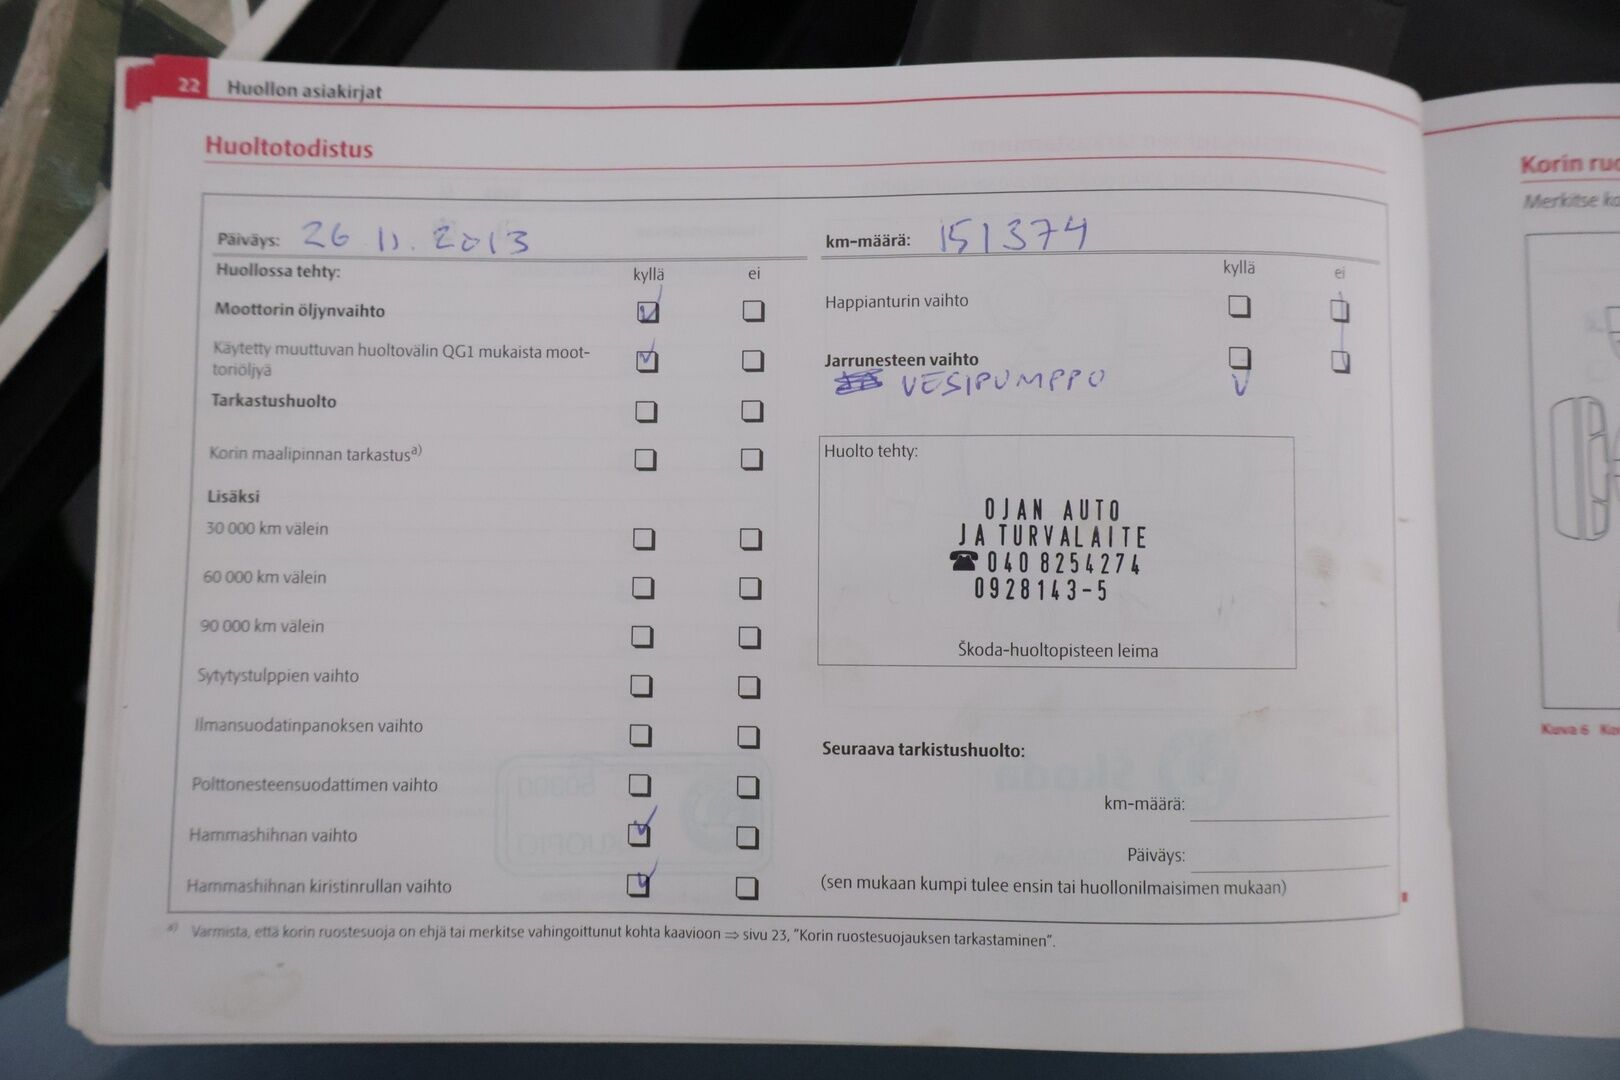 22 Huollon asiakirjat
Huoltotodistus
Päiväys: 26.11.2013
Huollossa tehty: kyllä ei
Moottorin öljynvaihto
Käytetty muuttuvan huoltovälin QG1 mukaista moot-
toriöljyä
Tarkastushuolto
Korin maalipinnan tarkastus a)
Lisäksi
30 000 km välein
60 000 km välein
90 000 km välein
Sytytystulppien vaihto
Ilmansuodatinpanoksen vaihto
Polttonesteensuodattimen vaihto
Hammashihnan vaihto
Hammashihnan kiristinrullan vaihto
km-määrä: 151374
kyllä ei
Happianturin vaihto
Jarrunesteen vaihto
VESIPUMPPO
Huolto tehty:
OJAN AUTO
JA TURVALAITE
☎ 040 8254274
0928143-5
Škoda-huoltopisteen leima
Seuraava tarkistushuolto:
km-määrä:
Päiväys:
(sen mukaan kumpi tulee ensin tai huollonilmaisimen mukaan)
a) Varmista, että korin ruostesuoja on ehjä tai merkitse vahingoittunut kohta kaavioon ⇒ sivu 23, "Korin ruostesuojauksen tarkastaminen".
Korin
Merkitse
Kuva 6